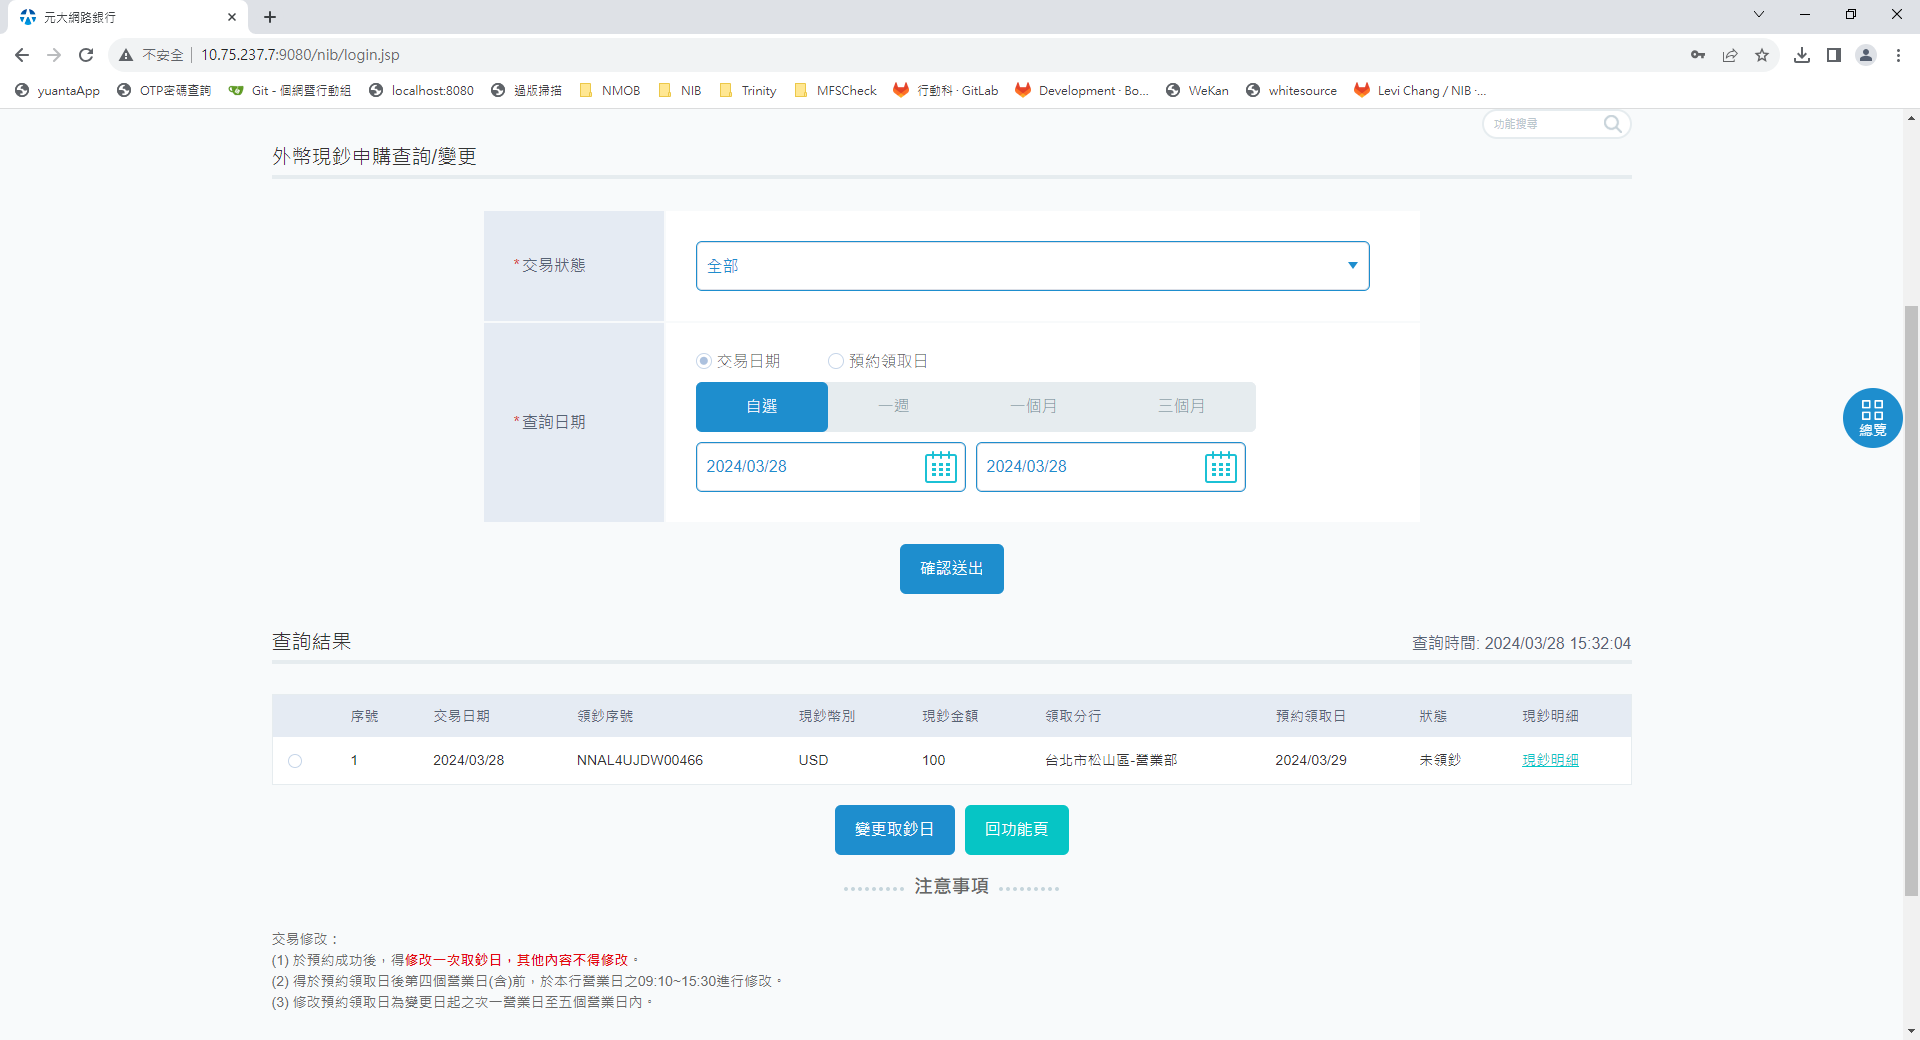 元大網路銀行
不安全 10.75.237.7:9080/nib/login.jsp
yuantaApp OTP密碼查詢 Git - 個網暨行動組 localhost:8080 過版掃描 NMOB NIB Trinity MFSCheck 行動科 · GitLab Development · Bo... WeKan whitesource Levi Chang / NIB ·...
功能搜尋
外幣現鈔申購查詢/變更
*交易狀態 全部
交易日期 預約領取日
自選 一週 一個月 三個月
*查詢日期
2024/03/28 2024/03/28
總覽
確認送出
查詢結果 查詢時間: 2024/03/28 15:32:04
序號 交易日期 領鈔序號 現鈔幣別 現鈔金額 領取分行 預約領取日 狀態 現鈔明細
1 2024/03/28 NNAL4UJDW00466 USD 100 台北市松山區-營業部 2024/03/29 未領鈔 現鈔明細
變更取鈔日 回功能頁
注意事項
交易修改：
(1) 於預約成功後，得修改一次取鈔日，其他內容不得修改。
(2) 得於預約領取日後第四個營業日(含)前，於本行營業日之09:10~15:30進行修改。
(3) 修改預約領取日為變更日起之次一營業日至五個營業日內。